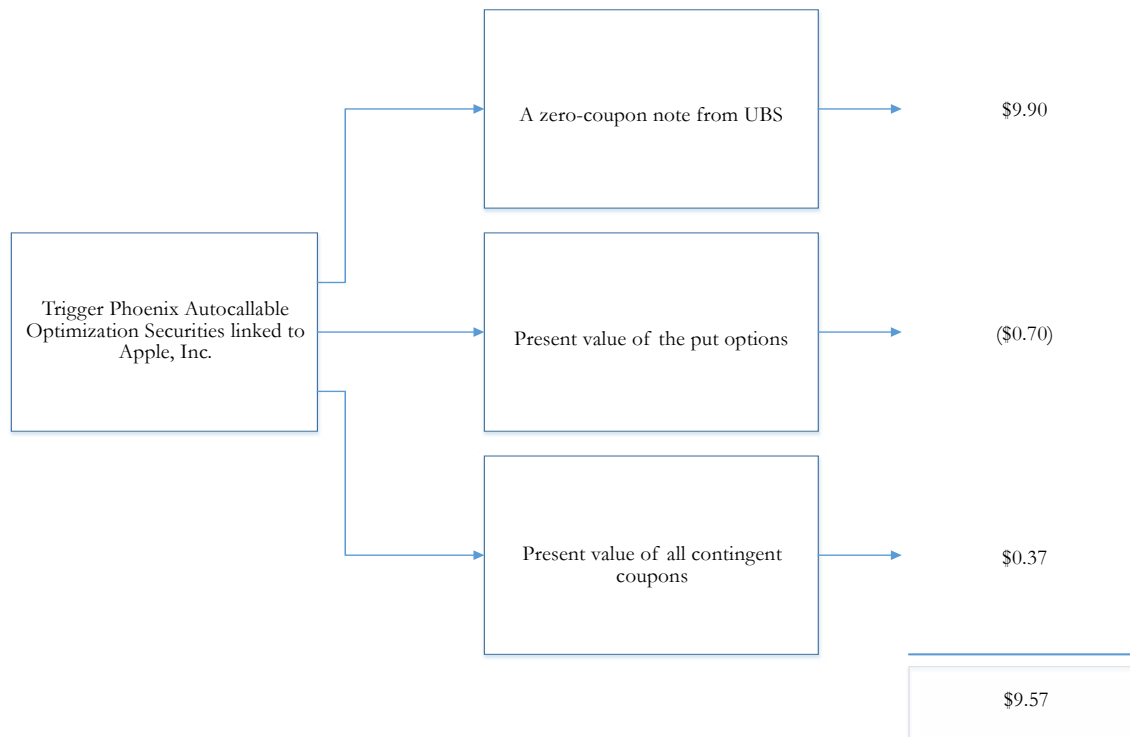 A zero-coupon note from UBS
$9.90
Trigger Phoenix Autocallable
Optimization Securities linked to
Apple, Inc.
Present value of the put options
($0.70)
Present value of all contingent
coupons
$0.37
$9.57